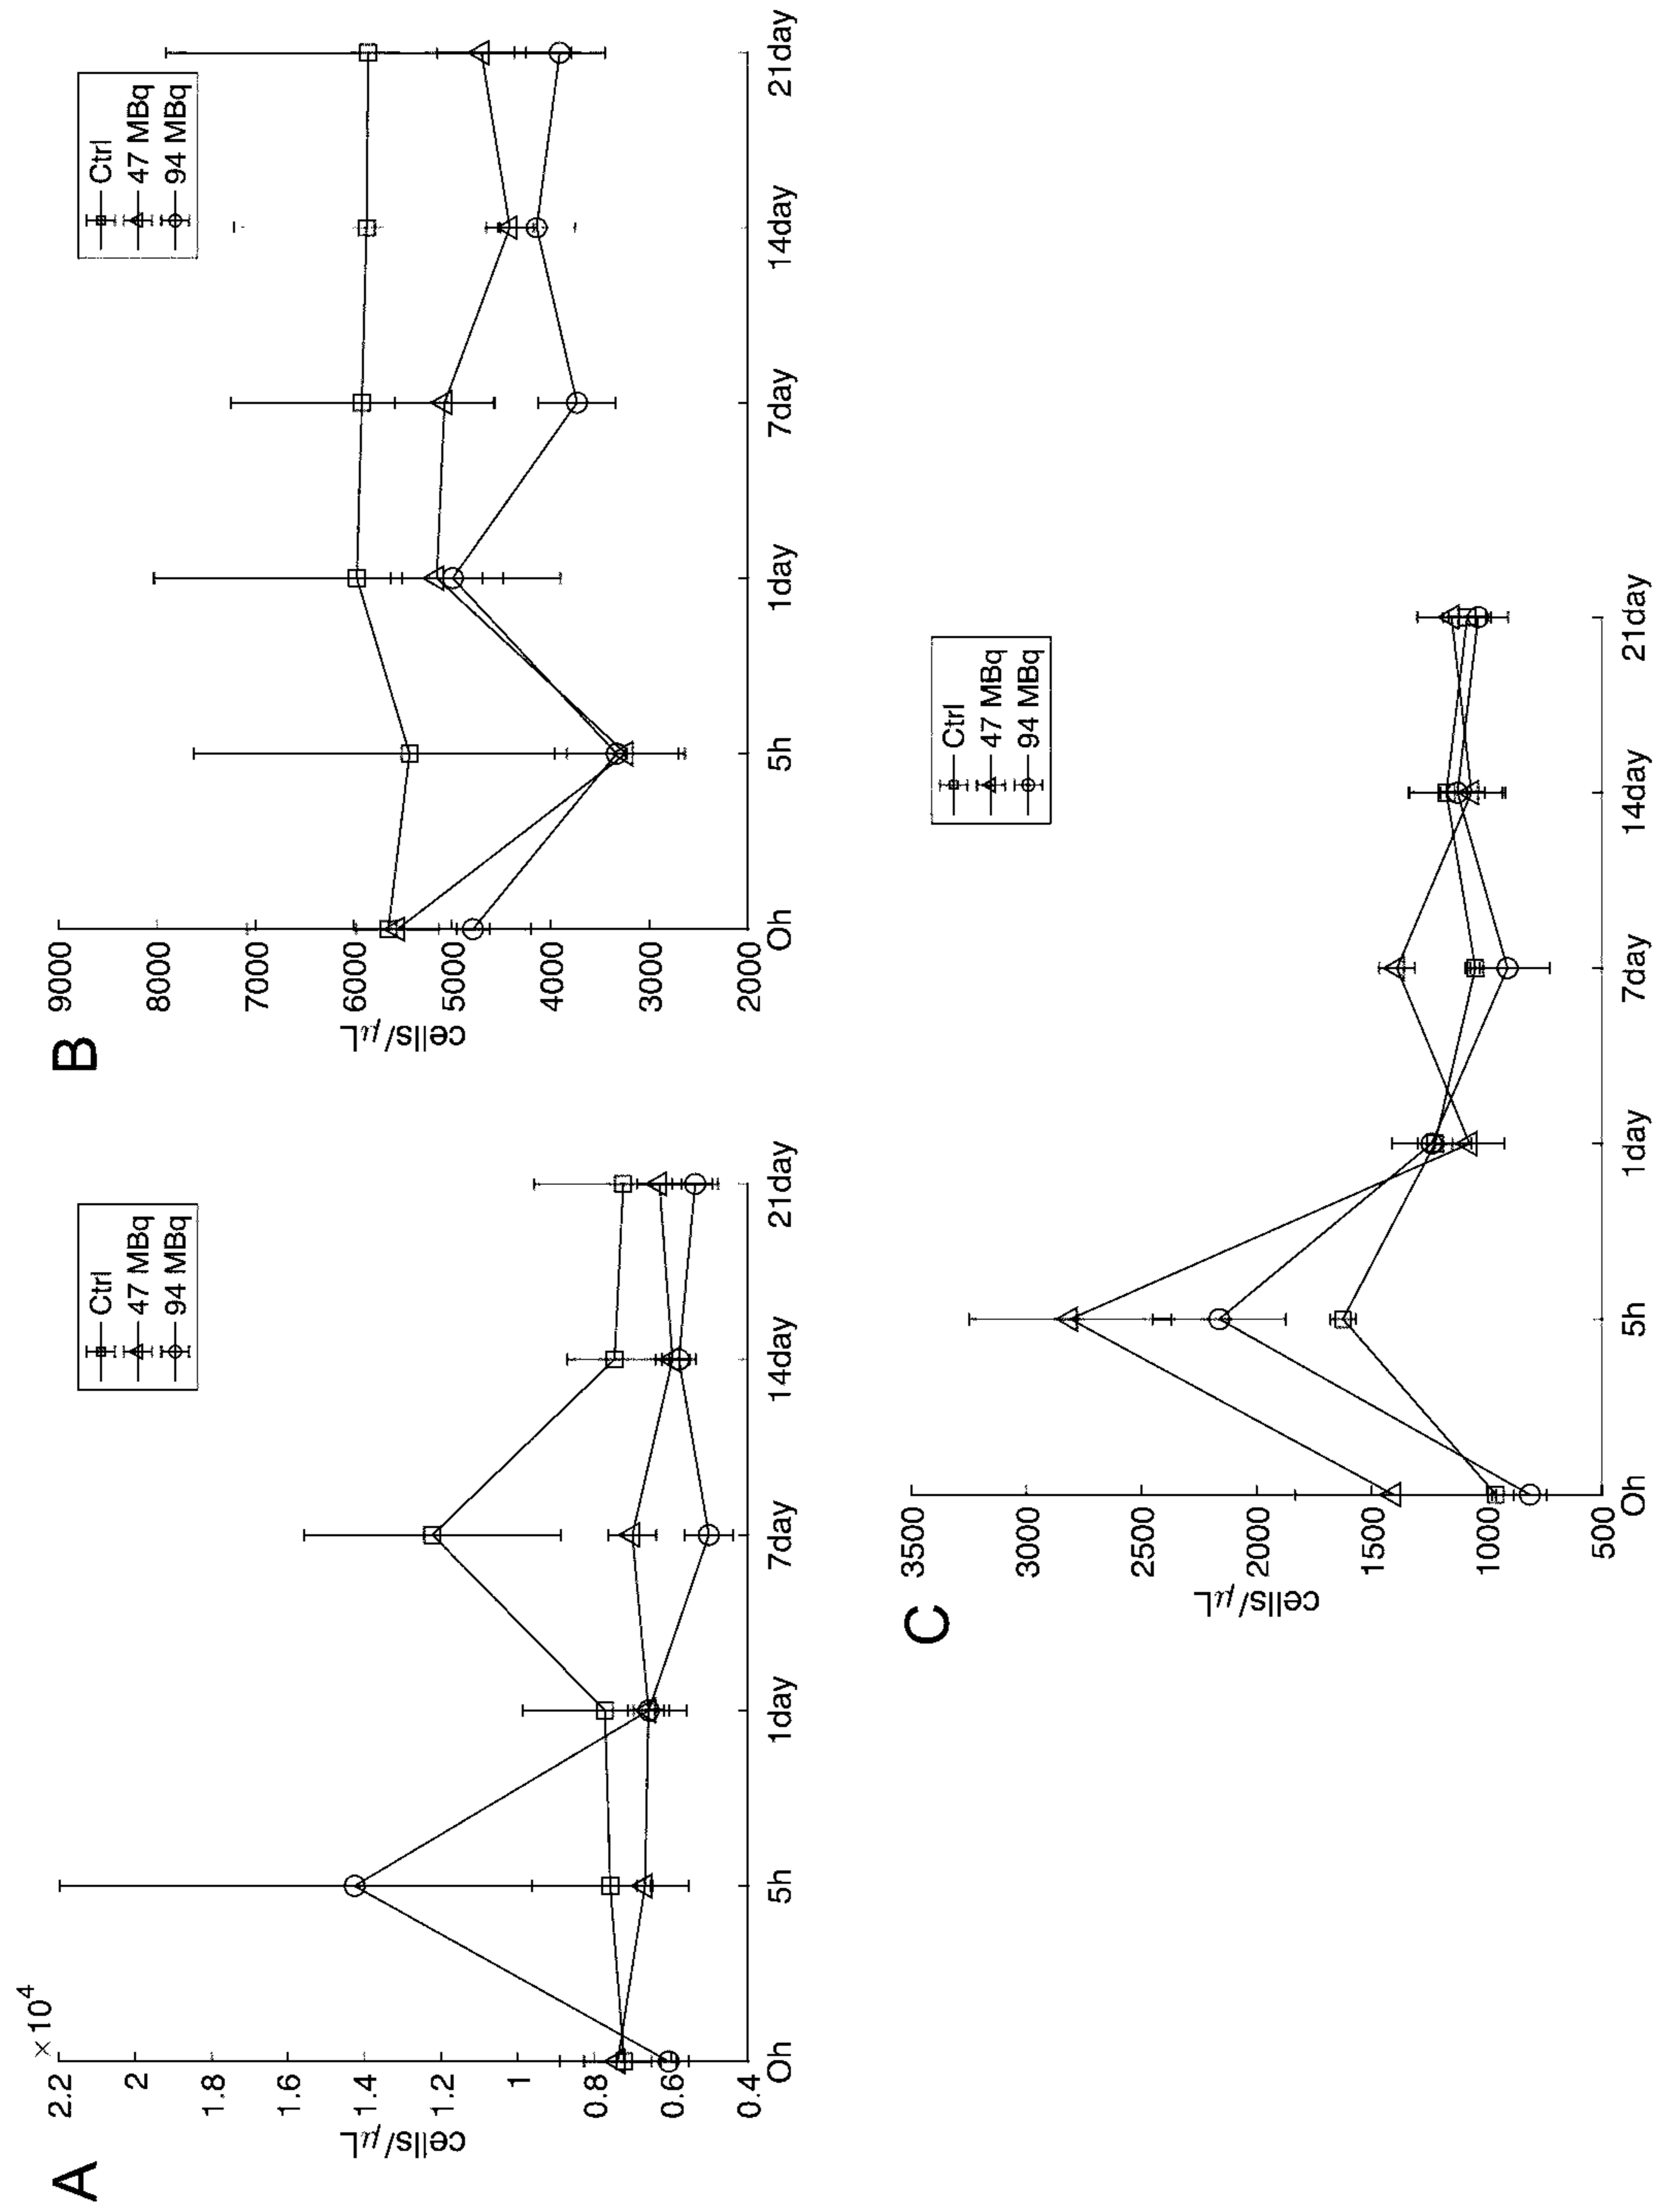 A
×10⁴
2.2
2
1.8
1.6
1.4
1.2
1
0.8
0.6
0.4
cells/μL
0h
5h
1day
7day
14day
21day
Ctrl
47 MBq
94 MBq
B
9000
8000
7000
6000
5000
4000
3000
2000
cells/μL
0h
5h
1day
7day
14day
21day
Ctrl
47 MBq
94 MBq
C
3500
3000
2500
2000
1500
1000
500
cells/μL
0h
5h
1day
7day
14day
21day
Ctrl
47 MBq
94 MBq